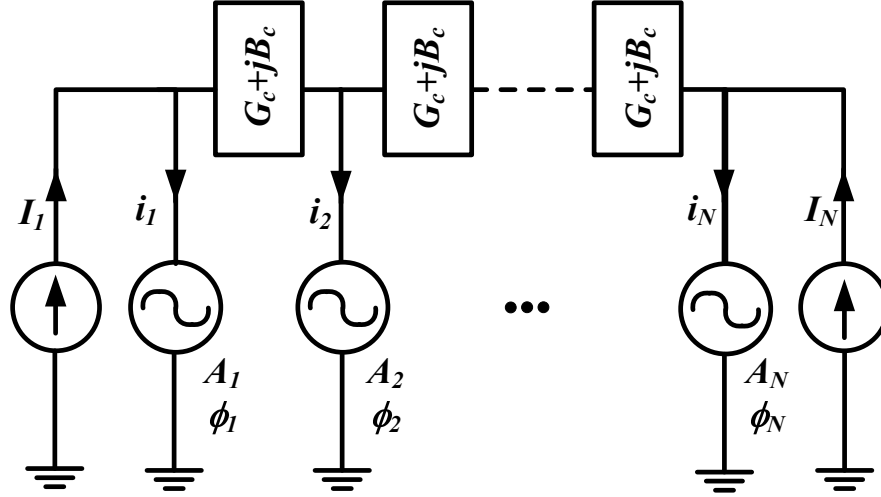 G_c+jB_c
G_c+jB_c
G_c+jB_c
I_1
i_1
i_2
i_N
I_N
A_1
ϕ_1
A_2
ϕ_2
A_N
ϕ_N